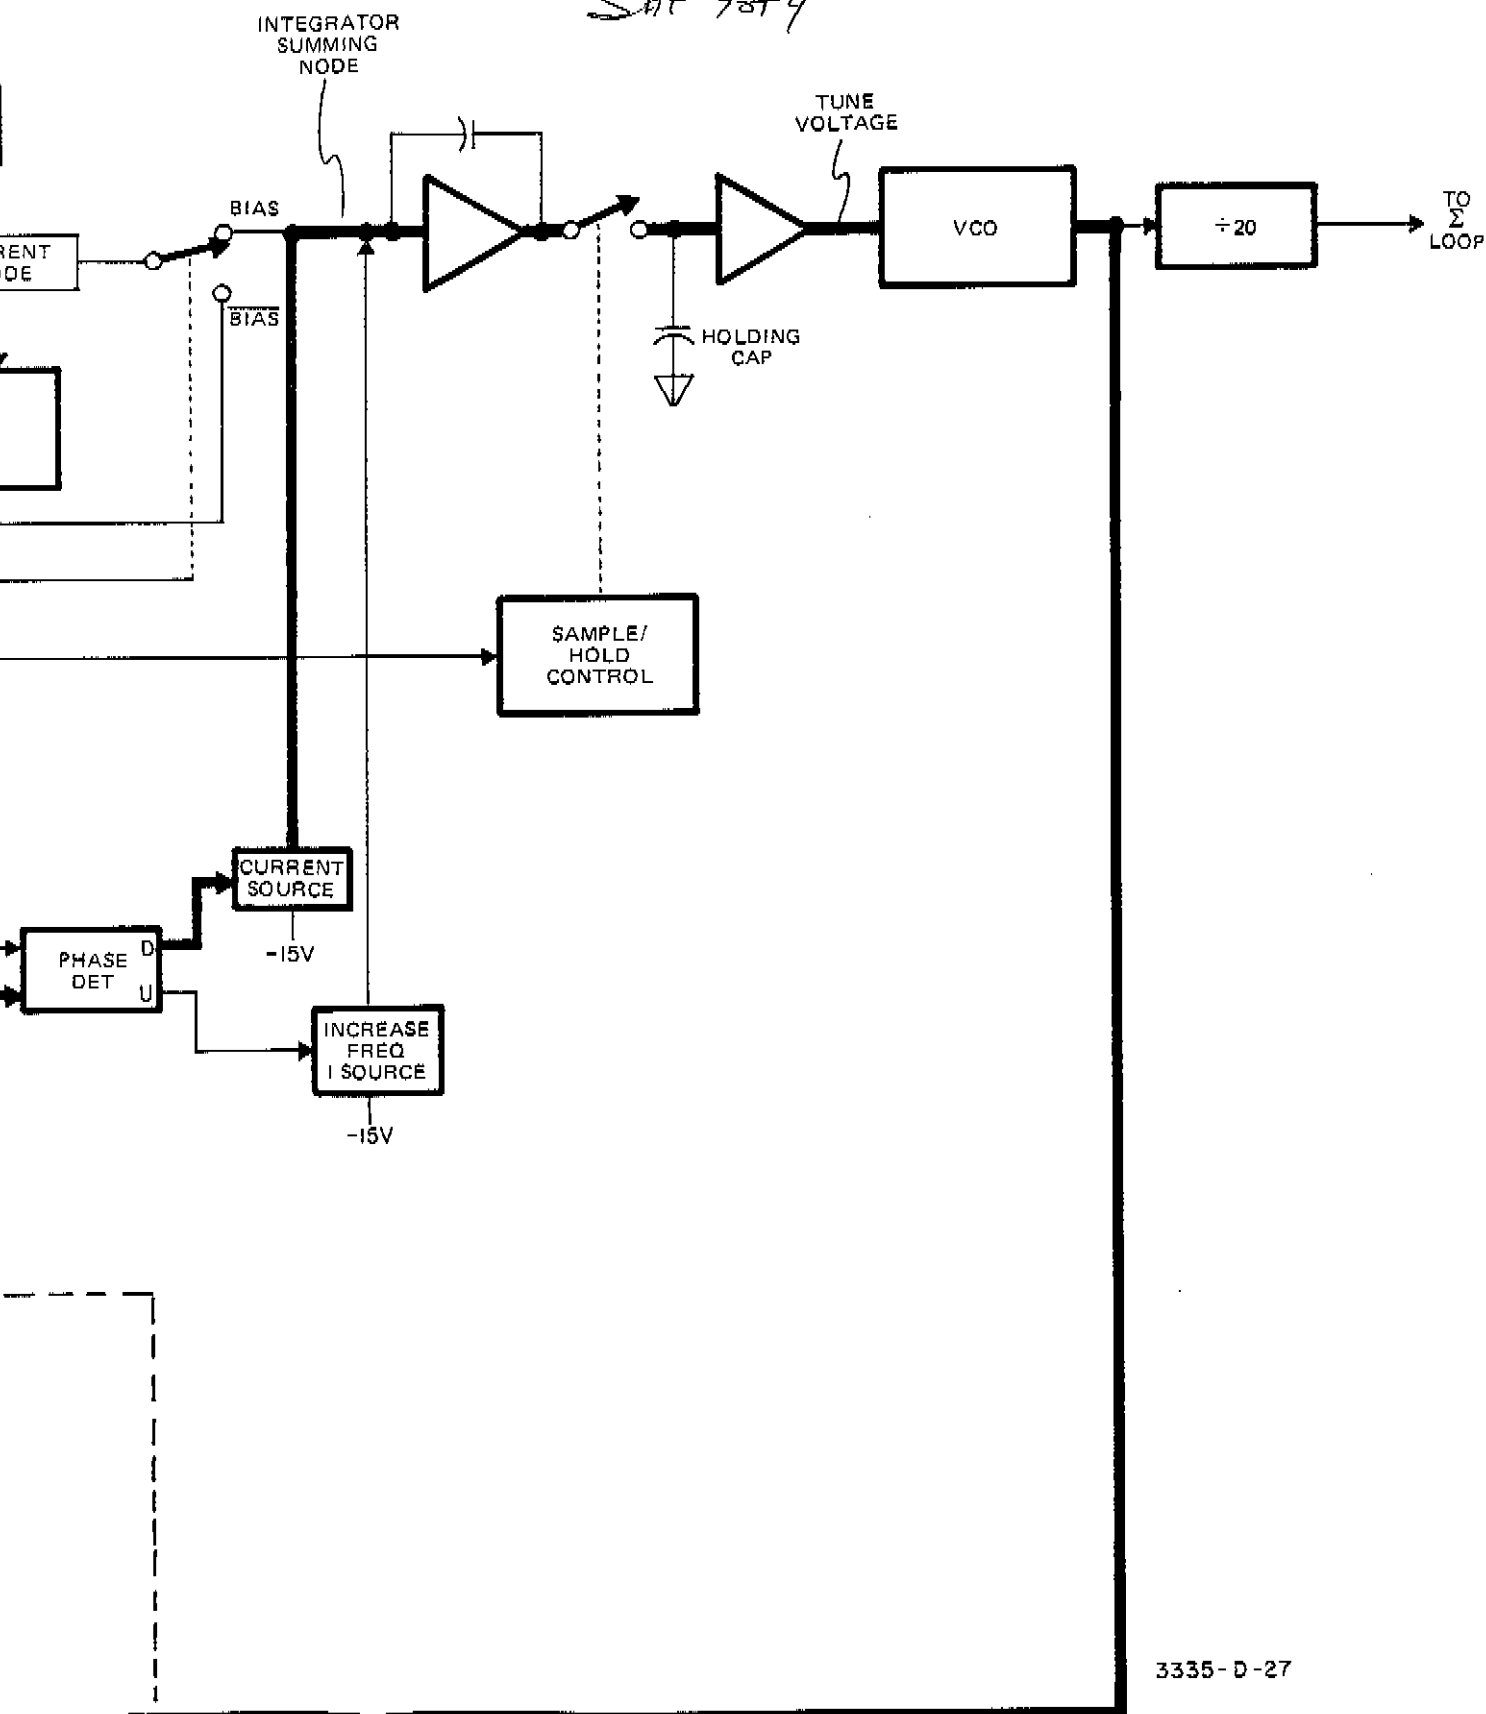 INTEGRATOR
SUMMING
NODE
TUNE
VOLTAGE
BIAS
VCO
÷20
TO
Σ
LOOP
BIAS
HOLDING
CAP
SAMPLE/
HOLD
CONTROL
CURRENT
SOURCE
-15V
PHASE
DET
D
U
INCREASE
FREQ
I SOURCE
-15V
3335-D-27